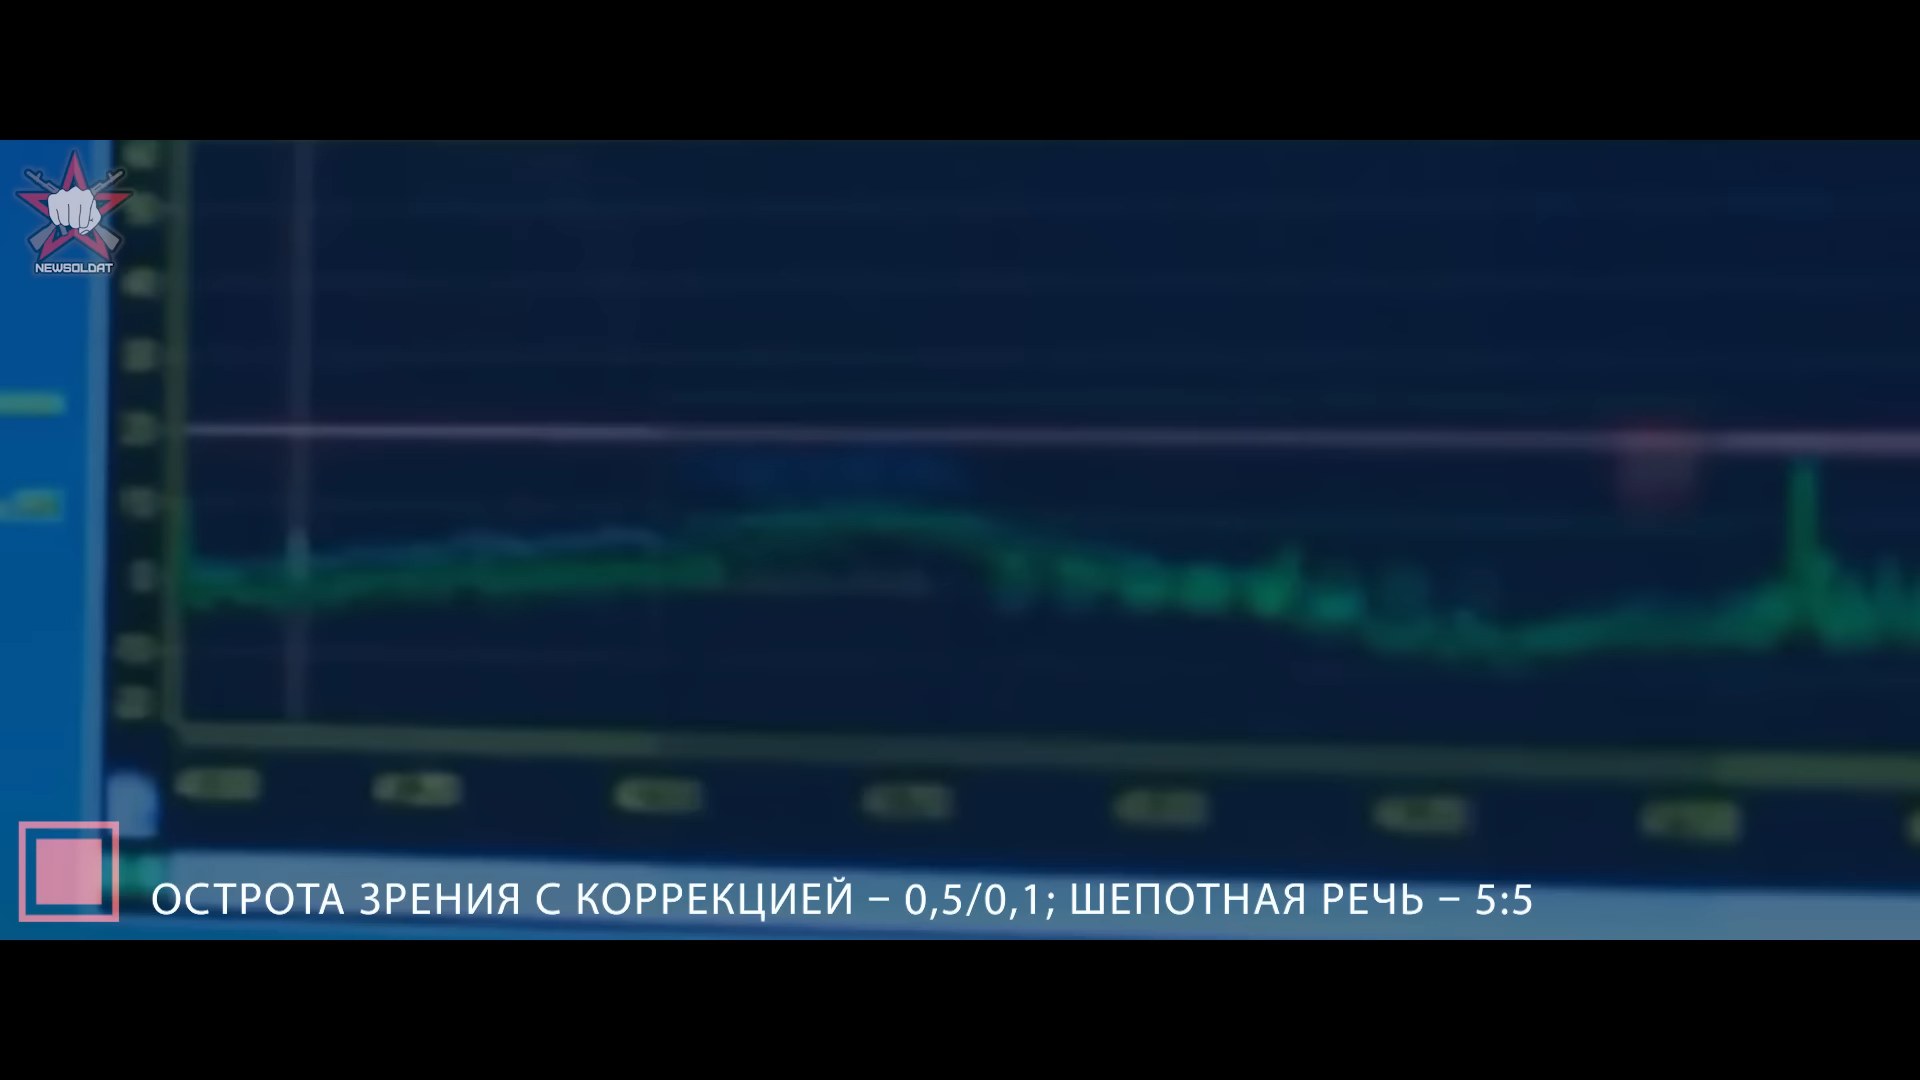 NEWSOLDAT
ОСТРОТА ЗРЕНИЯ С КОРРЕКЦИЕЙ – 0,5/0,1; ШЕПОТНАЯ РЕЧЬ – 5:5